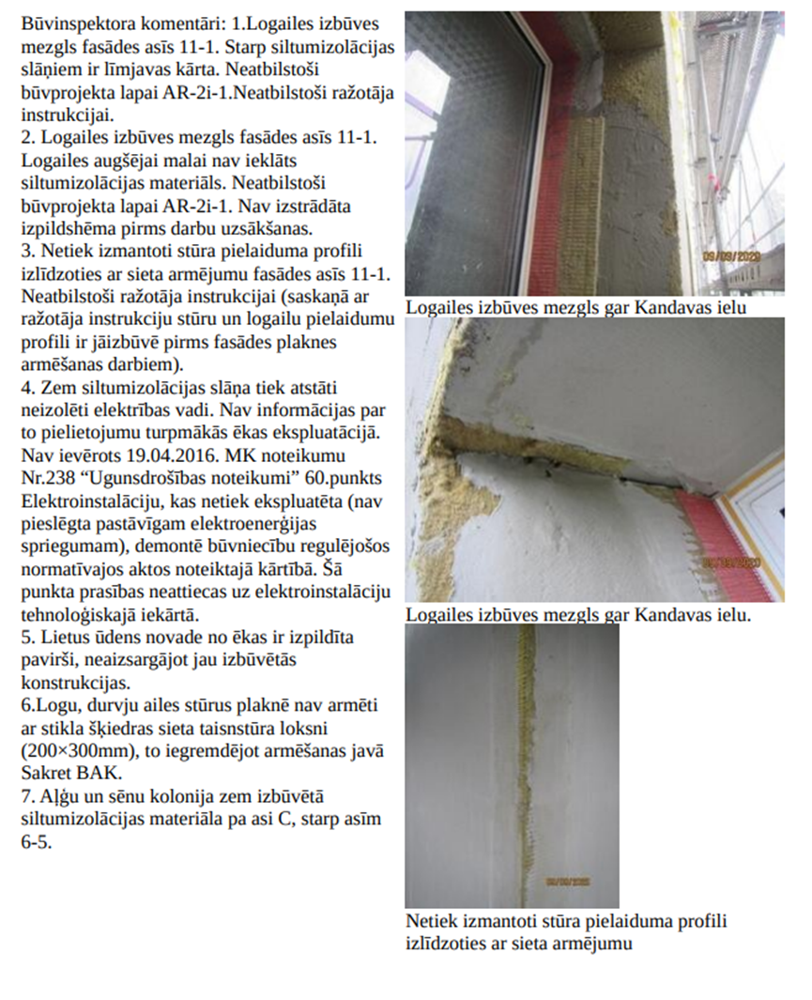 Būvinspektora komentāri: 1.Logailes izbūves
mezgls fasādes asīs 11-1. Starp siltumizolācijas
slāņiem ir līmjavas kārta. Neatbilstoši
būvprojekta lapai AR-2i-1.Neatbilstoši ražotāja
instrukcijai.
2. Logailes izbūves mezgls fasādes asīs 11-1.
Logailes augšējai malai nav ieklāts
siltumizolācijas materiāls. Neatbilstoši
būvprojekta lapai AR-2i-1. Nav izstrādāta
izpildshēma pirms darbu uzsākšanas.
3. Netiek izmantoti stūra pielaiduma profili
izlīdzoties ar sieta armējumu fasādes asīs 11-1.
Neatbilstoši ražotāja instrukcijai (saskaņā ar
ražotāja instrukciju stūru un logailu pielaidumu
profili ir jāizbūvē pirms fasādes plaknes
armēšanas darbiem).
4. Zem siltumizolācijas slāņa tiek atstāti
neizolēti elektrības vadi. Nav informācijas par
to pielietojumu turpmākās ēkas ekspluatācijā.
Nav ievērots 19.04.2016. MK noteikumu
Nr.238 “Ugunsdrošības noteikumi” 60.punkts
Elektroinstalāciju, kas netiek ekspluatēta (nav
pieslēgta pastāvīgam elektroenerģijas
spriegumam), demontē būvniecību regulējošos
normatīvajos aktos noteiktajā kārtībā. Šā
punkta prasības neattiecas uz elektroinstalāciju
tehnoloģiskajā iekārtā.
5. Lietus ūdens novade no ēkas ir izpildīta
pavirši, neaizsargājot jau izbūvētās
konstrukcijas.
6.Logu, durvju ailes stūrus plaknē nav armēti
ar stikla šķiedras sieta taisnstūra loksni
(200×300mm), to iegremdējot armēšanas javā
Sakret BAK.
7. Aļģu un sēnu kolonija zem izbūvētā
siltumizolācijas materiāla pa asi C, starp asīm
6-5.
09/09/2020
Logailes izbūves mezgls gar Kandavas ielu
09/09/2020
Logailes izbūves mezgls gar Kandavas ielu.
09/09/2020
Netiek izmantoti stūra pielaiduma profili
izlīdzoties ar sieta armējumu